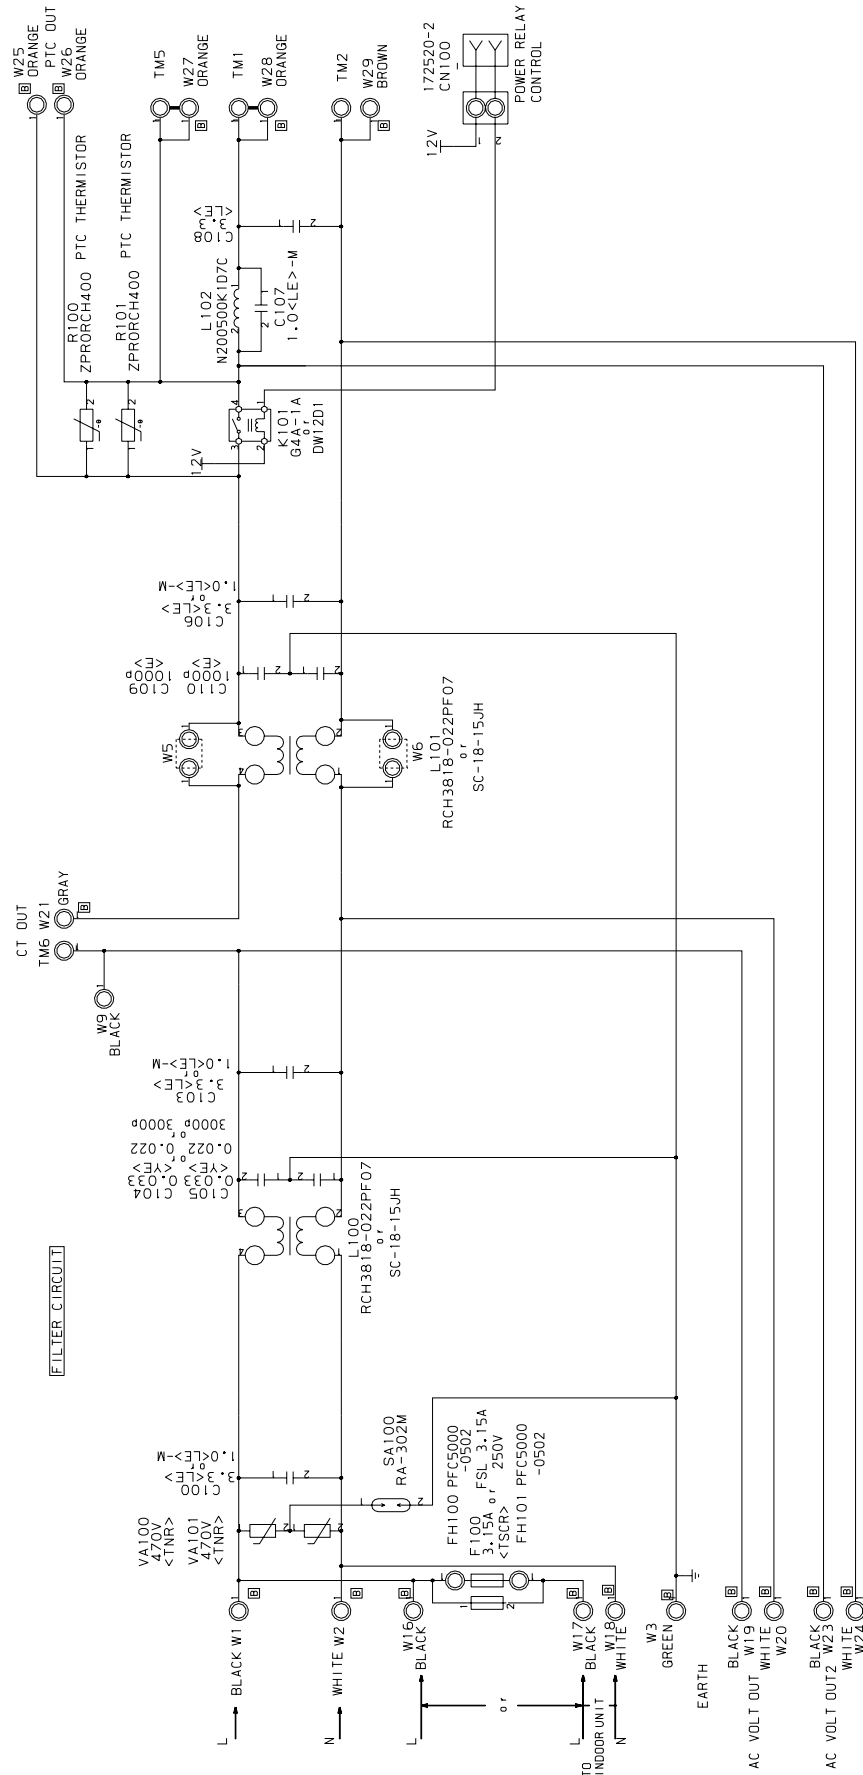 W25
ORANGE
PTC OUT
W26
ORANGE
TM5
W27
ORANGE
TM1
W28
ORANGE
TM2
W29
BROWN
172520-2
CN100
POWER RELAY
CONTROL
12V
1
2
B
B
B
B
B
R100
ZPRORCH400 PTC THERMISTOR
R101
ZPRORCH400 PTC THERMISTOR
C108
3.3
<LE>
L102
N200500K1D7C
C107
1.0<LE>-M
K101
G4A-1A
or
DW12D1
12V
C106
3.3<LE>
or
1.0<LE>-M
C109
1000p
<E>
C110
1000p
<E>
W5
W6
L101
RCH3818-022PF07
or
SC-18-15JH
CT OUT
TM6
W21
GRAY
B
W9
BLACK
C103
3.3<LE>
or
1.0<LE>-M
C104
0.033
<YE>
or
0.022
or
3000p
C105
0.033
<YE>
0.022
3000p
L100
RCH3818-022PF07
or
SC-18-15JH
FILTER CIRCUIT
C100
3.3<LE>
or
1.0<LE>-M
VA100
470V
<TNR>
VA101
470V
<TNR>
SA100
RA-302M
FH100 PFC5000
-0502
F100
3.15A or FSL 3.15A
<TSCR> 250V
FH101 PFC5000
-0502
L
BLACK W1
B
N
WHITE W2
B
L
W16
BLACK
B
or
L
W17
BLACK
B
TO
INDOOR UNIT
N
W18
WHITE
B
W3
GREEN
B
EARTH
AC VOLT OUT
BLACK
W19
B
WHITE
W20
AC VOLT OUT2
BLACK
W23
B
WHITE
W24